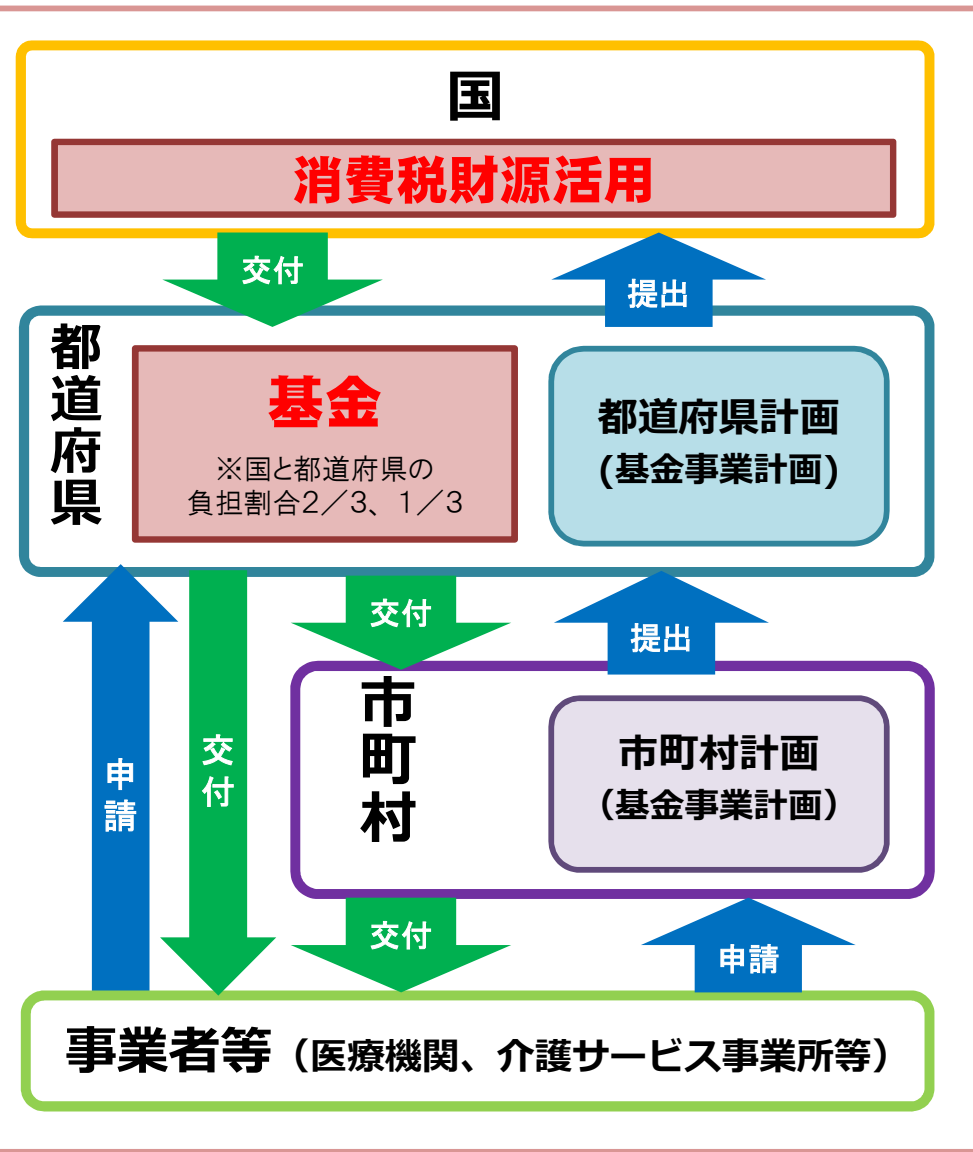 国
消費税財源活用
交付
提出
都道府県
基金
※国と都道府県の
負担割合2／3、1／3
都道府県計画
(基金事業計画)
交付
提出
市町村
市町村計画
（基金事業計画）
申請
交付
交付
申請
事業者等（医療機関、介護サービス事業所等）